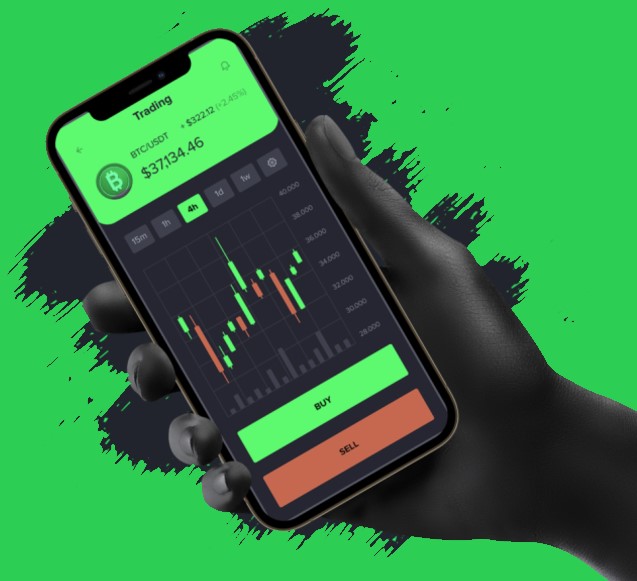 Trading
BTC/USDT + $322.12 (+2.45%)
$37,134.46
15m 1h 4h 1d 1w
40,000
38,000
36,000
34,000
32,000
30,000
28,000
BUY
SELL